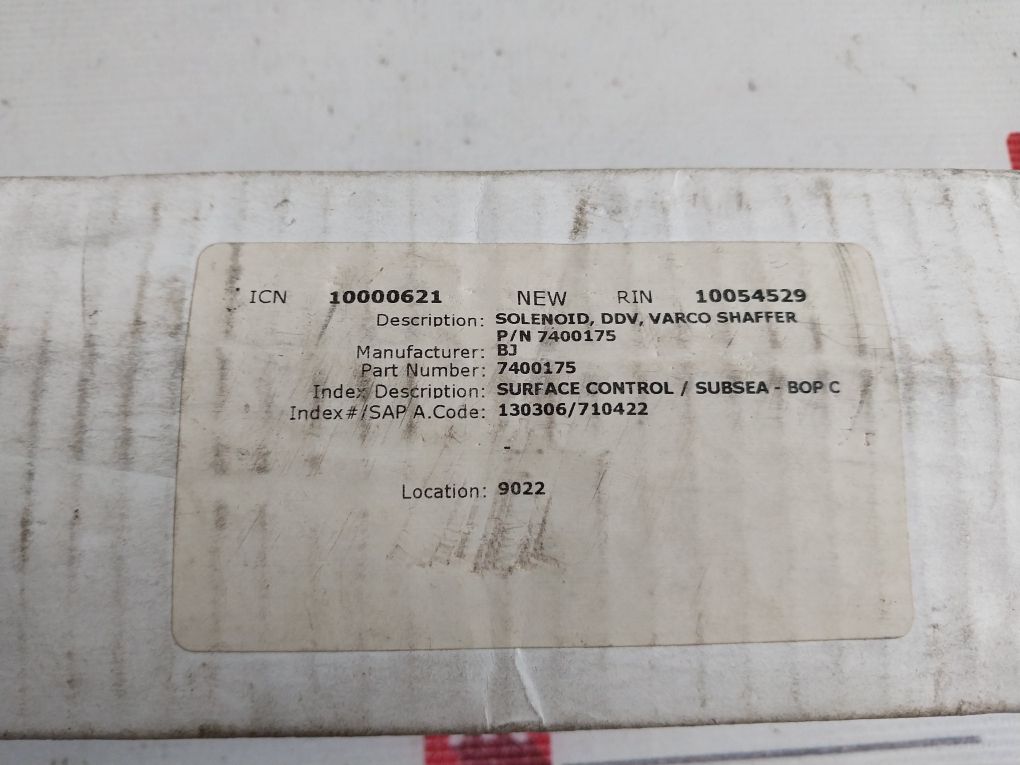 ICN 10000621 NEW RIN 10054529
Description: SOLENOID, DDV, VARCO SHAFFER
P/N 7400175
Manufacturer: BJ
Part Number: 7400175
Index Description: SURFACE CONTROL / SUBSEA - BOP C
Index#/SAP A.Code: 130306/710422
-
Location: 9022